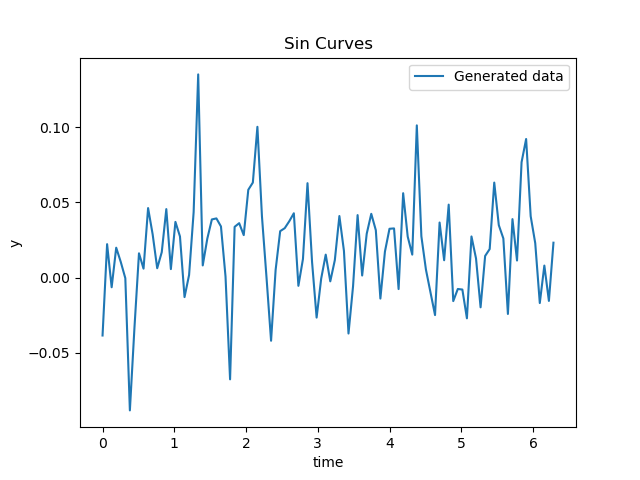 Sin Curves
Generated data
0.10
0.05
0.00
−0.05
y
0 1 2 3 4 5 6
time